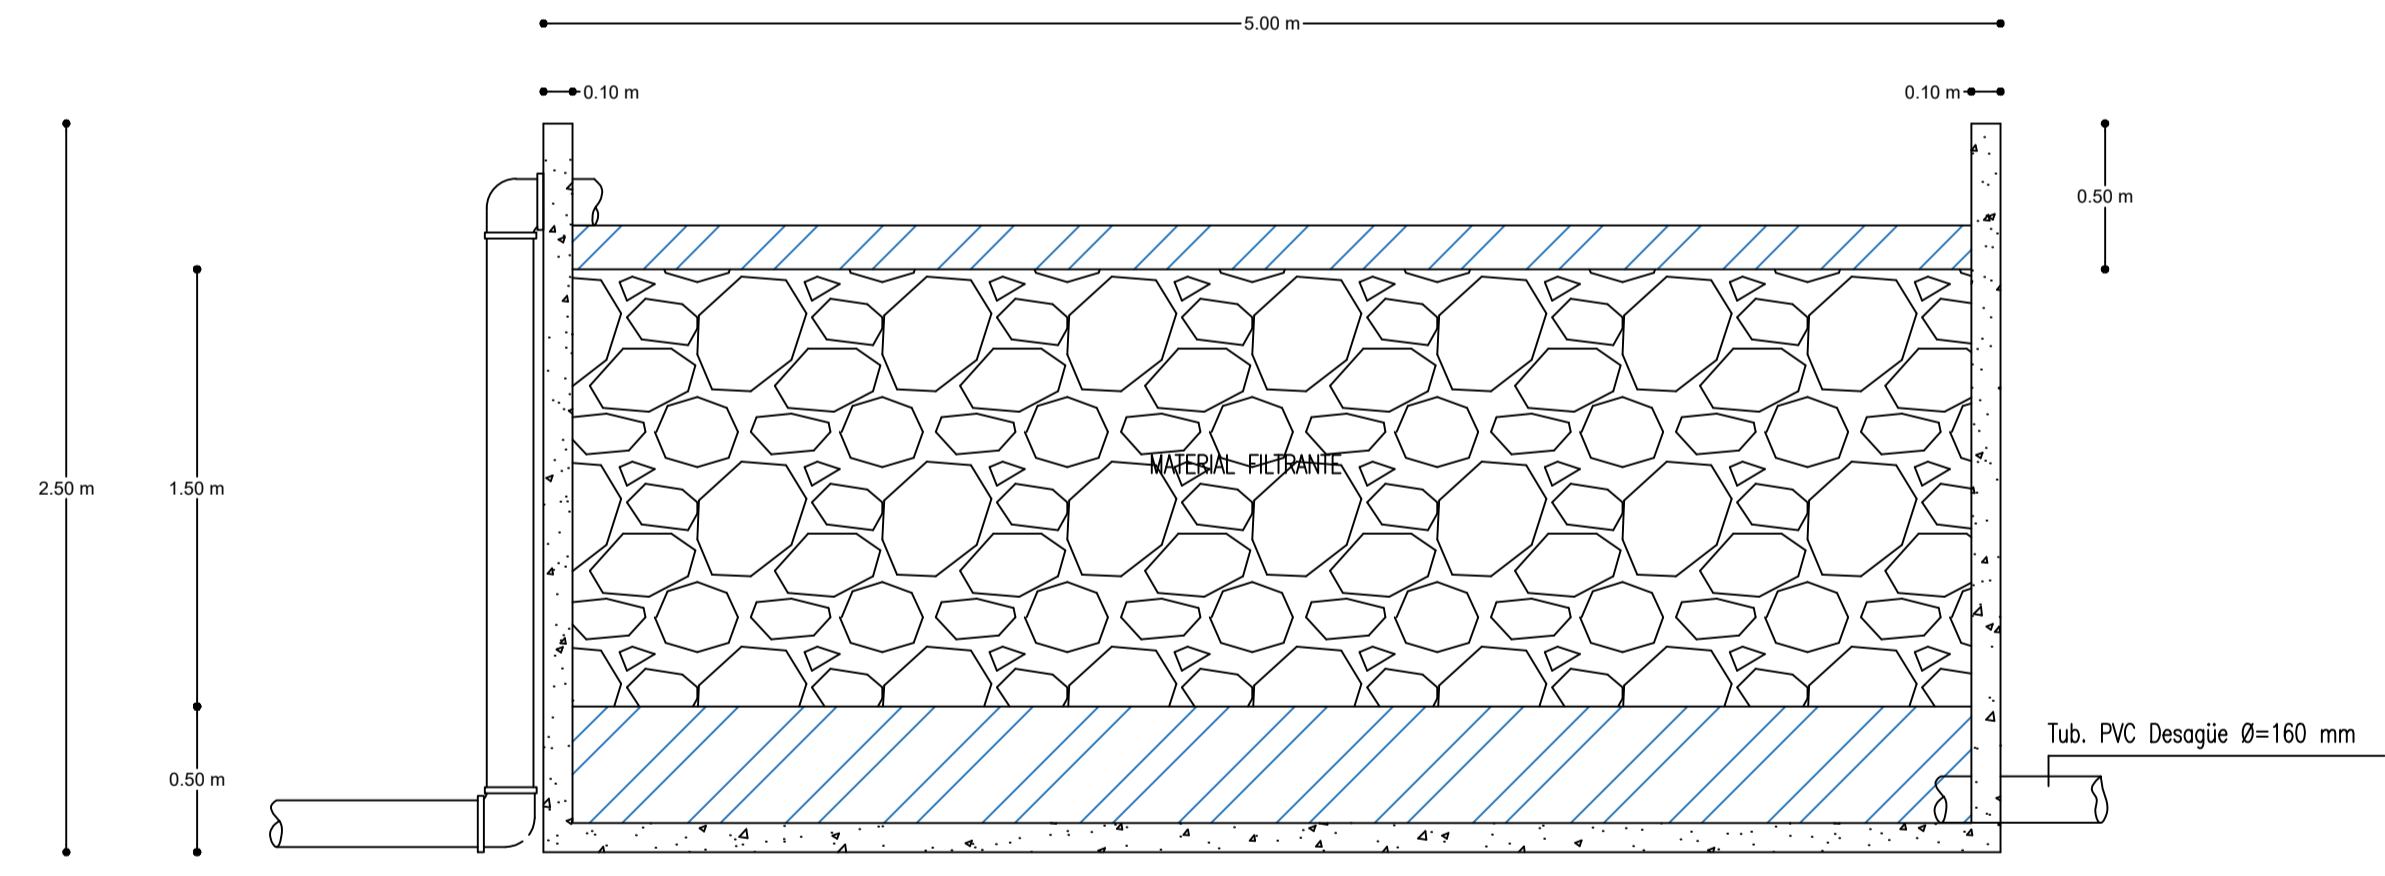 5.00 m
0.10 m
0.10 m
0.50 m
MATERIAL FILTRANTE
2.50 m
1.50 m
Tub. PVC Desagüe Ø=160 mm
0.50 m